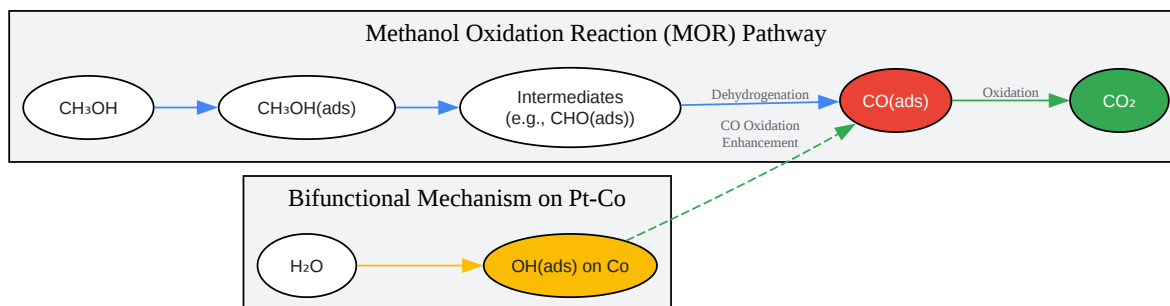 Methanol Oxidation Reaction (MOR) Pathway
CH₃OH
CH₃OH(ads)
Intermediates
(e.g., CHO(ads))
Dehydrogenation
CO(ads)
Oxidation
CO₂
CO Oxidation
Enhancement
Bifunctional Mechanism on Pt-Co
H₂O
OH(ads) on Co